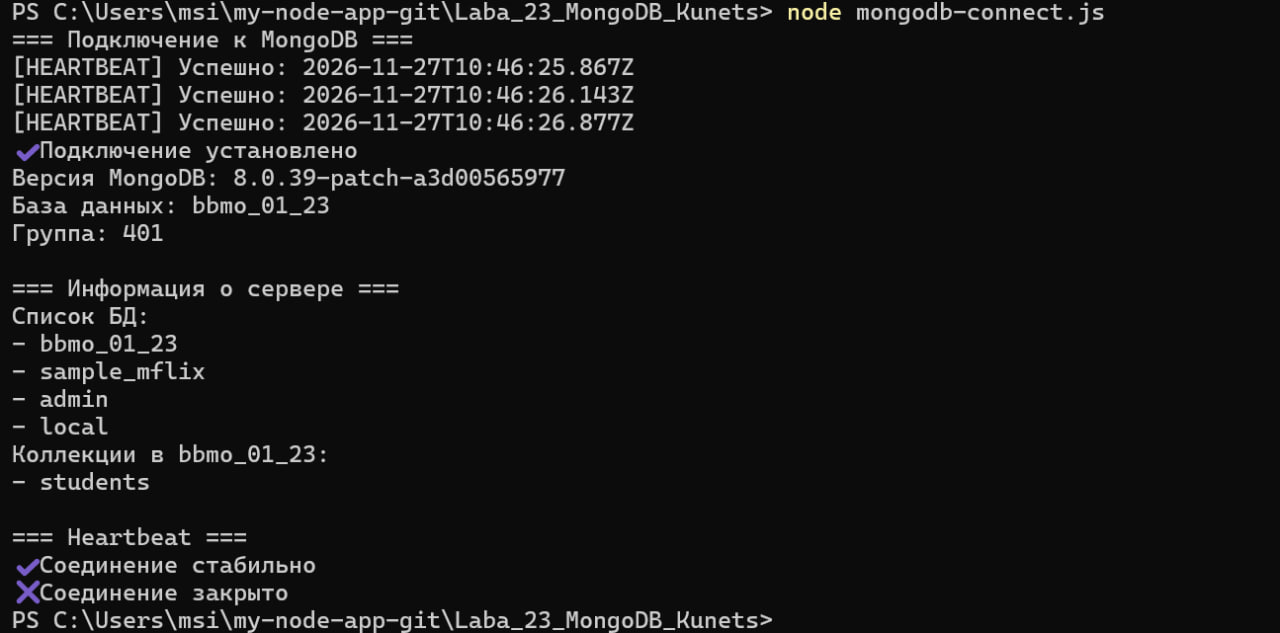 PS C:\Users\msi\my-node-app-git\Laba_23_MongoDB_Kunets> node mongodb-connect.js
=== Подключение к MongoDB ===
[HEARTBEAT] Успешно: 2026-11-27T10:46:25.867Z
[HEARTBEAT] Успешно: 2026-11-27T10:46:26.143Z
[HEARTBEAT] Успешно: 2026-11-27T10:46:26.877Z
✔Подключение установлено
Версия MongoDB: 8.0.39-patch-a3d00565977
База данных: bbmo_01_23
Группа: 401
=== Информация о сервере ===
Список БД:
- bbmo_01_23
- sample_mflix
- admin
- local
Коллекции в bbmo_01_23:
- students
=== Heartbeat ===
✔Соединение стабильно
✖Соединение закрыто
PS C:\Users\msi\my-node-app-git\Laba_23_MongoDB_Kunets>